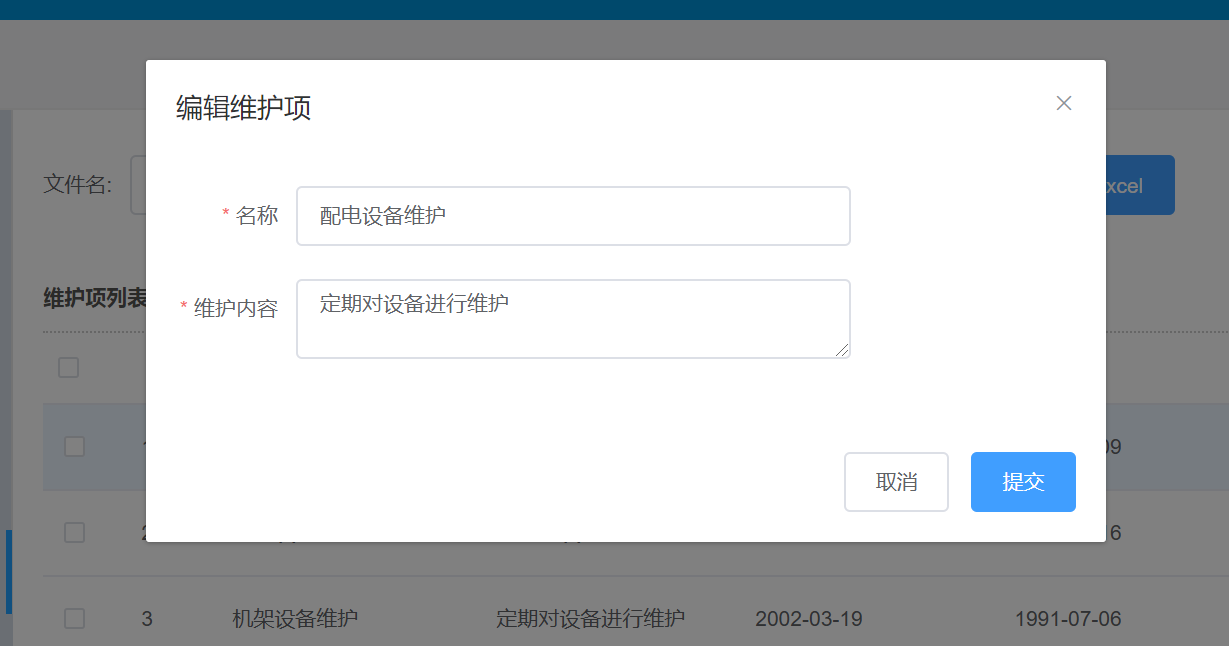 编辑维护项
文件名:
xcel
* 名称
配电设备维护
维护项列表
* 维护内容
定期对设备进行维护
09
取消
提交
6
3 机架设备维护 定期对设备进行维护 2002-03-19 1991-07-06